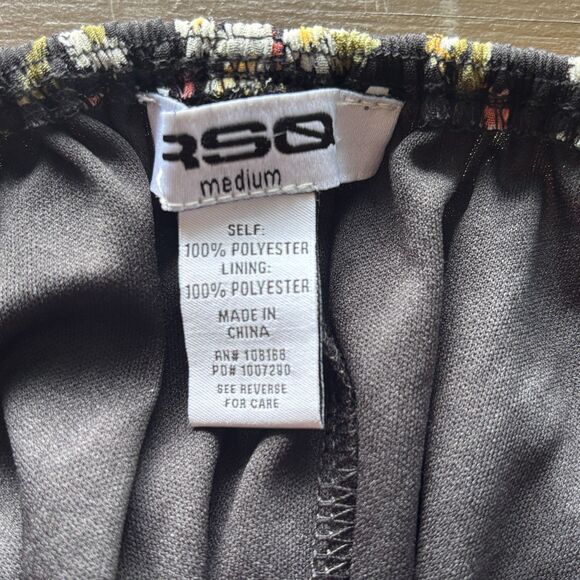 RSQ
medium
SELF:
100% POLYESTER
LINING:
100% POLYESTER
MADE IN
CHINA
RN# 108168
PO# 1007290
SEE REVERSE
FOR CARE